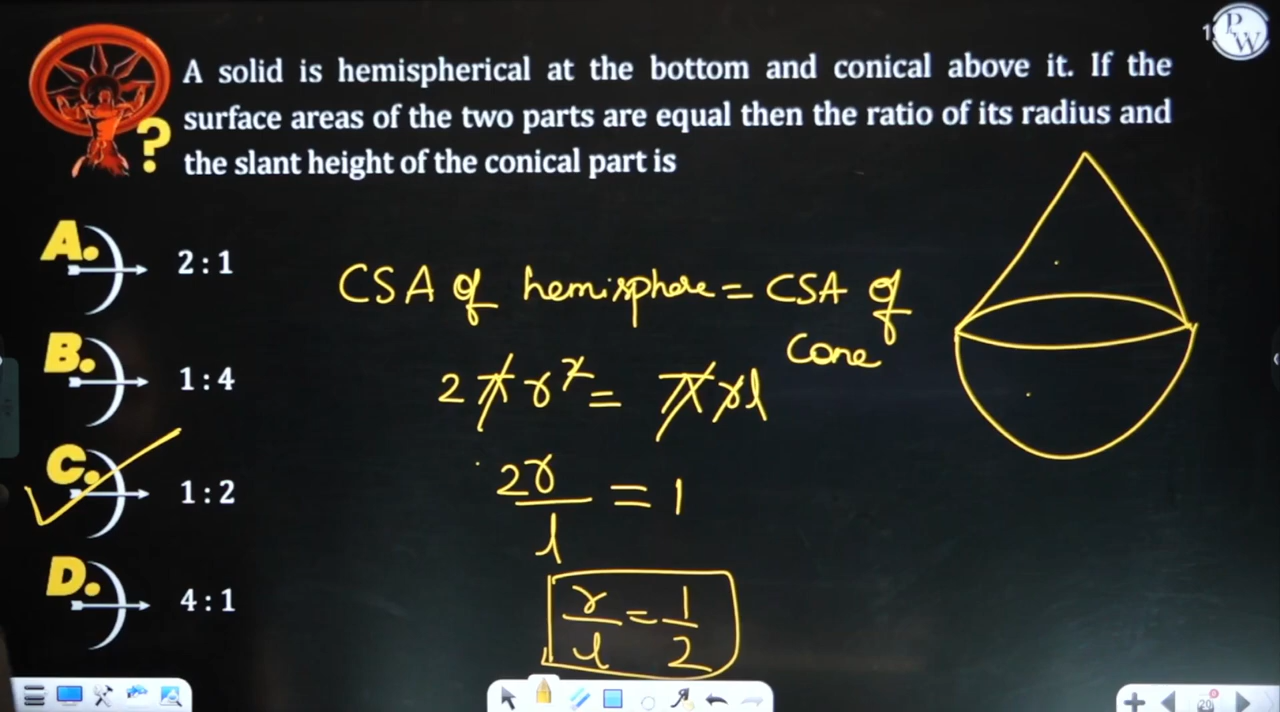 A solid is hemispherical at the bottom and conical above it. If the
surface areas of the two parts are equal then the ratio of its radius and
the slant height of the conical part is
?
A. 2 : 1
B. 1 : 4
C. 1 : 2
D. 4 : 1
CSA of hemisphere = CSA of
cone
2πr² = πrl
2r/l = 1
r/l = 1/2
PW
20